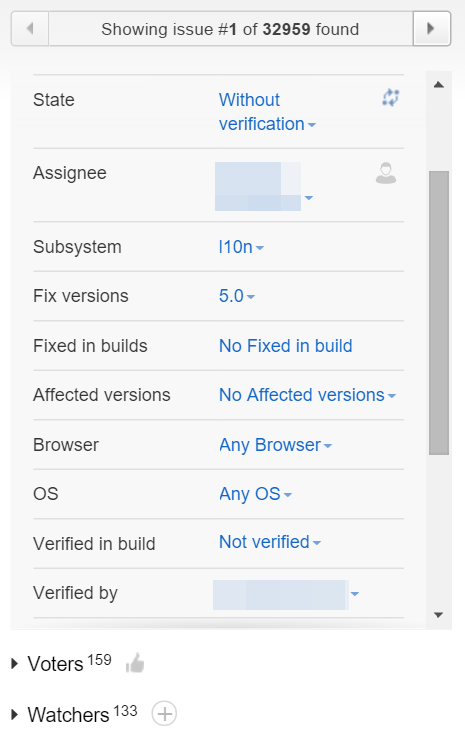 Showing issue #1 of 32959 found
State Without
verification
Assignee
Subsystem l10n
Fix versions 5.0
Fixed in builds No Fixed in build
Affected versions No Affected versions
Browser Any Browser
OS Any OS
Verified in build Not verified
Verified by
Voters 159
Watchers 133